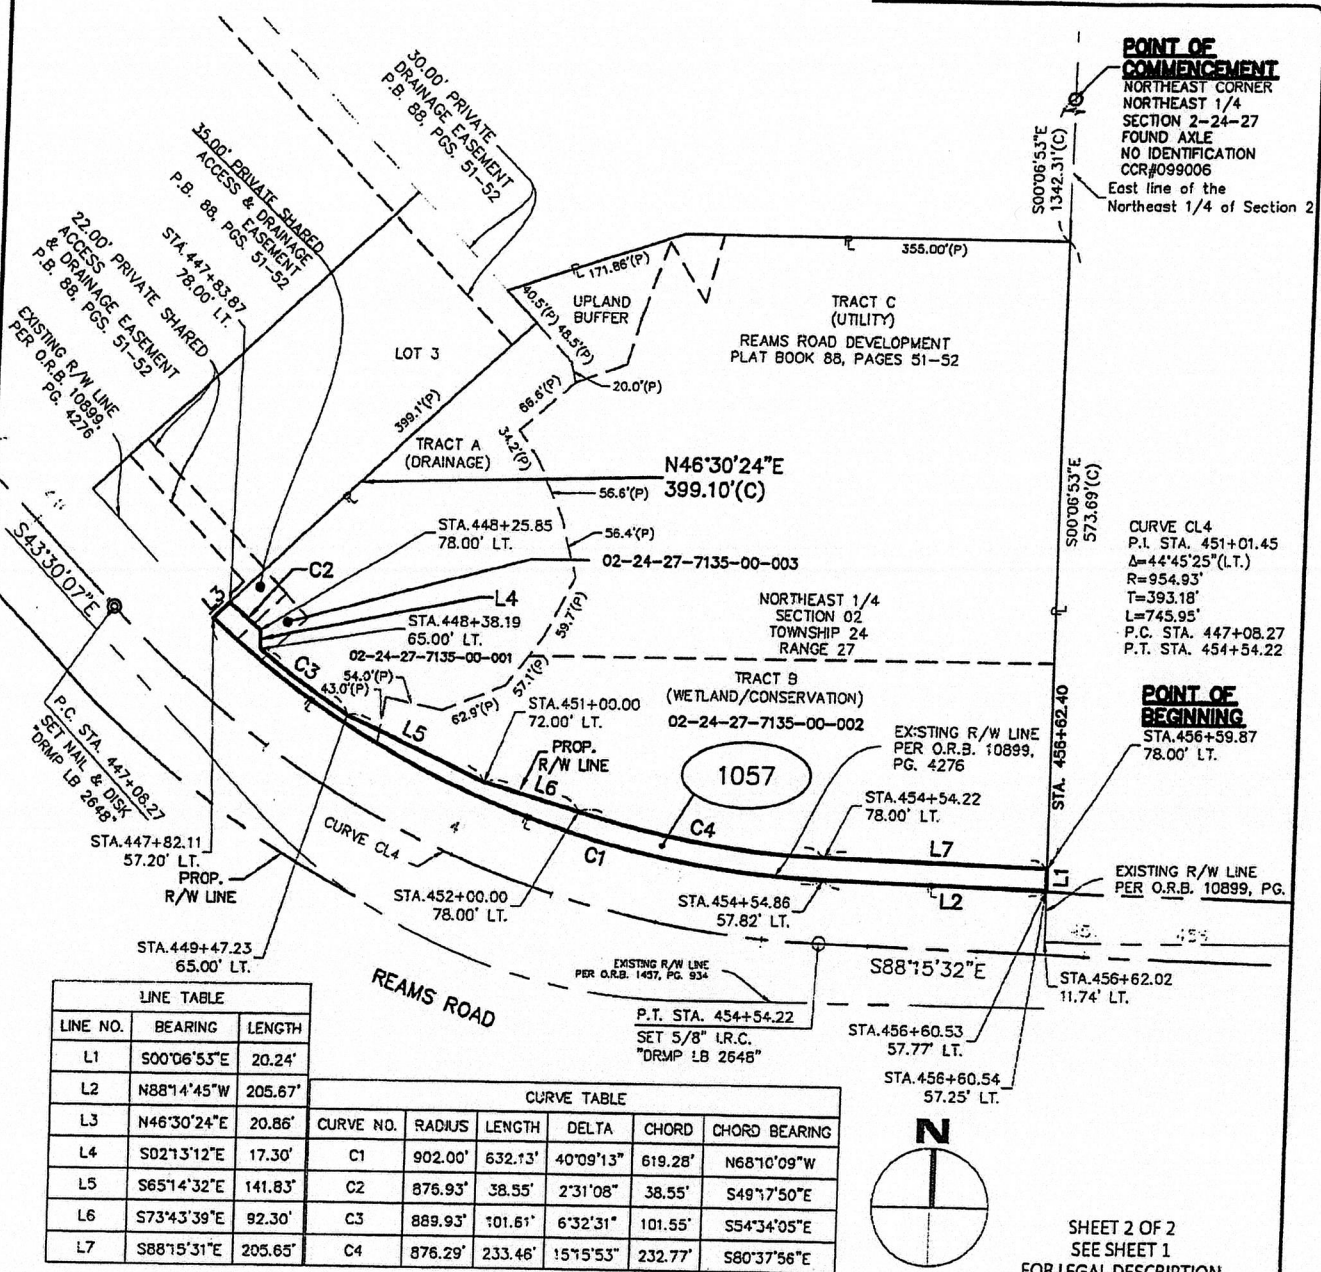 POINT OF
COMMENCEMENT
NORTHEAST CORNER
NORTHEAST 1/4
SECTION 2-24-27
FOUND AXLE
NO IDENTIFICATION
CCR#099006
East line of the
Northeast 1/4 of Section 2
S00°06'53"E
1342.31'(C)
30.00' PRIVATE
DRAINAGE EASEMENT
P.B. 88, PGS. 51-52
35.00' PRIVATE SHARED
ACCESS & DRAINAGE
EASEMENT
P.B. 88, PGS. 51-52
STA.447+83.87
78.00' LT.
22.00' PRIVATE SHARED
ACCESS
& DRAINAGE EASEMENT
P.B. 88, PGS. 51-52
EXISTING R/W LINE
PER O.R.B. 10899,
PG. 4276
355.00'(P)
171.86'(P)
40.5'(P)
48.5'(P)
UPLAND
BUFFER
TRACT C
(UTILITY)
REAMS ROAD DEVELOPMENT
PLAT BOOK 88, PAGES 51-52
LOT 3
20.0'(P)
66.6'(P)
399.1'(P)
34.2'(P)
TRACT A
(DRAINAGE)
N46°30'24"E
399.10'(C)
56.6'(P)
56.4'(P)
S00°06'53"E
573.69'(C)
STA.448+25.85
78.00' LT.
02-24-27-7135-00-003
CURVE CL4
P.I. STA. 451+01.45
Δ=44°45'25"(LT.)
R=954.93'
T=393.18'
L=745.95'
P.C. STA. 447+08.27
P.T. STA. 454+54.22
S43°30'07"E
C2
L3
L4
59.7'(P)
NORTHEAST 1/4
SECTION 02
TOWNSHIP 24
RANGE 27
STA.448+38.19
65.00' LT.
02-24-27-7135-00-001
C3
54.0'(P)
43.0'(P)
57.1'(P)
62.9'(P)
TRACT B
(WETLAND/CONSERVATION)
02-24-27-7135-00-002
POINT OF
BEGINNING
STA.456+59.87
78.00' LT.
STA. 456+62.40
STA.451+00.00
72.00' LT.
L5
PROP.
R/W LINE
L6
EXISTING R/W LINE
PER O.R.B. 10899,
PG. 4276
1057
P.C. STA. 447+08.27
SET NAIL & DISK
"DRMP LB 2648"
STA.454+54.22
78.00' LT.
C4
L7
L1
STA.447+82.11
57.20' LT.
PROP.
R/W LINE
CURVE CL4
4
C1
EXISTING R/W LINE
PER O.R.B. 10899, PG.
STA.452+00.00
78.00' LT.
STA.454+54.86
57.82' LT.
L2
STA.449+47.23
65.00' LT.
EXISTING R/W LINE
PER O.R.B. 1457, PG. 934
S88°15'32"E
STA.456+62.02
11.74' LT.
REAMS ROAD
P.T. STA. 454+54.22
SET 5/8" I.R.C.
"DRMP LB 2648"
STA.456+60.53
57.77' LT.
STA.456+60.54
57.25' LT.
LINE TABLE
LINE NO. BEARING LENGTH
L1 S00°06'53"E 20.24'
L2 N88°14'45"W 205.67'
L3 N46°30'24"E 20.86'
L4 S02°13'12"E 17.30'
L5 S65°14'32"E 141.83'
L6 S73°43'39"E 92.30'
L7 S88°15'31"E 205.65'
CURVE TABLE
CURVE NO. RADIUS LENGTH DELTA CHORD CHORD BEARING
C1 902.00' 632.13' 40°09'13" 619.28' N68°10'09"W
C2 876.93' 38.55' 2°31'08" 38.55' S49°17'50"E
C3 889.93' 101.61' 6°32'31" 101.55' S54°34'05"E
C4 876.29' 233.46' 15°15'53" 232.77' S80°37'56"E
N
SHEET 2 OF 2
SEE SHEET 1
FOR LEGAL DESCRIPTION